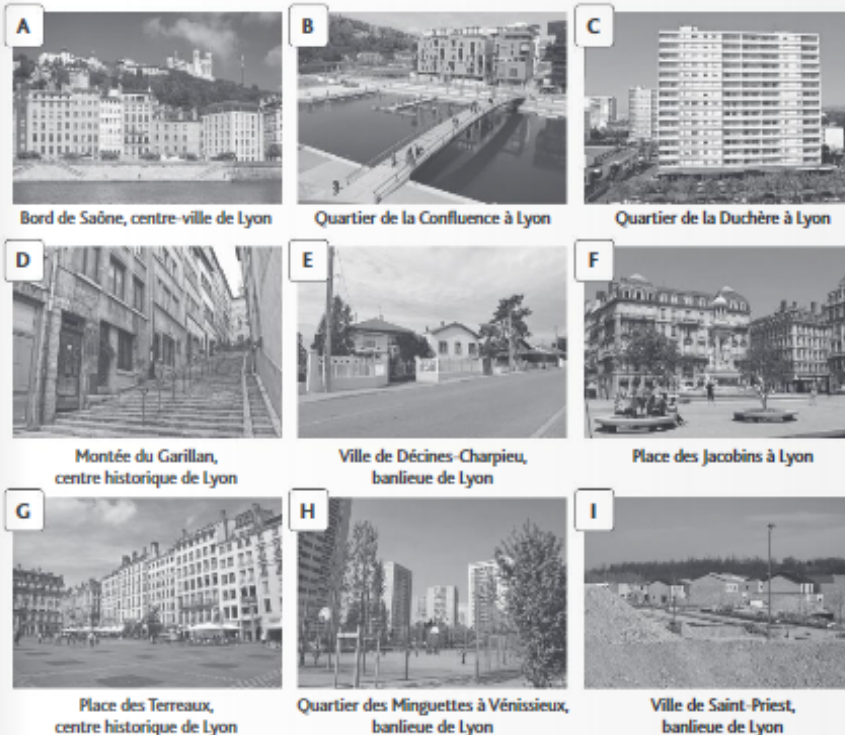 A
B
C
Bord de Saône, centre-ville de Lyon
Quartier de la Confluence à Lyon
Quartier de la Duchère à Lyon
D
E
F
Montée du Garillan,
centre historique de Lyon
Ville de Décines-Charpieu,
banlieue de Lyon
Place des Jacobins à Lyon
G
H
I
Place des Terreaux,
centre historique de Lyon
Quartier des Minguettes à Vénissieux,
banlieue de Lyon
Ville de Saint-Priest,
banlieue de Lyon